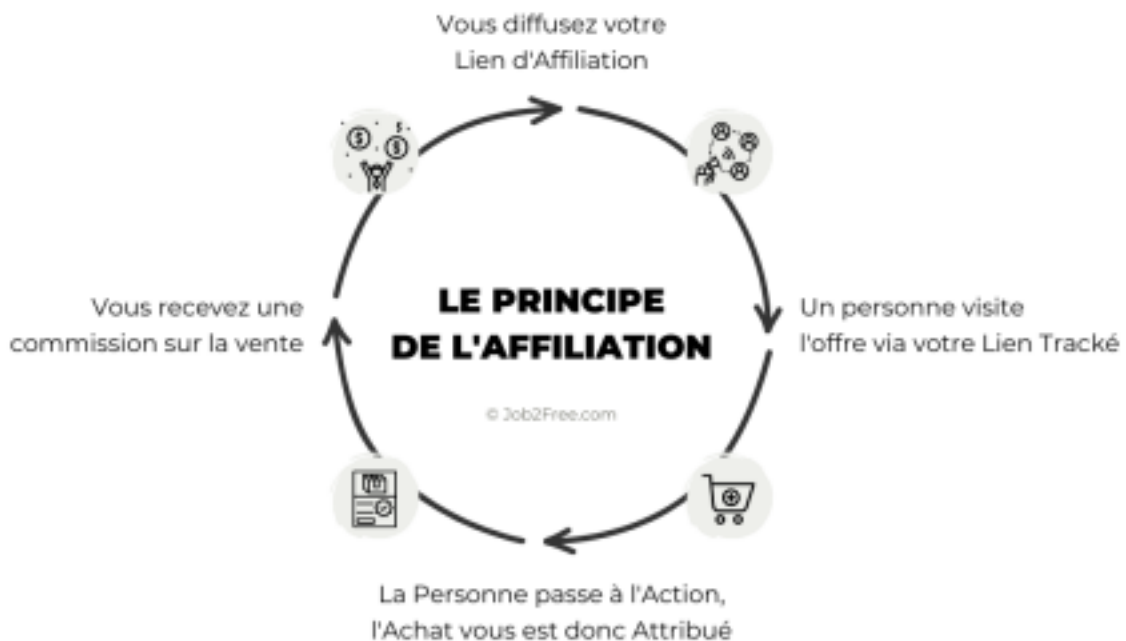 Vous diffusez votre
Lien d'Affiliation
Un personne visite
l'offre via votre Lien Tracké
LE PRINCIPE
DE L'AFFILIATION
© Job2Free.com
Vous recevez une
commission sur la vente
La Personne passe à l'Action,
l'Achat vous est donc Attribué